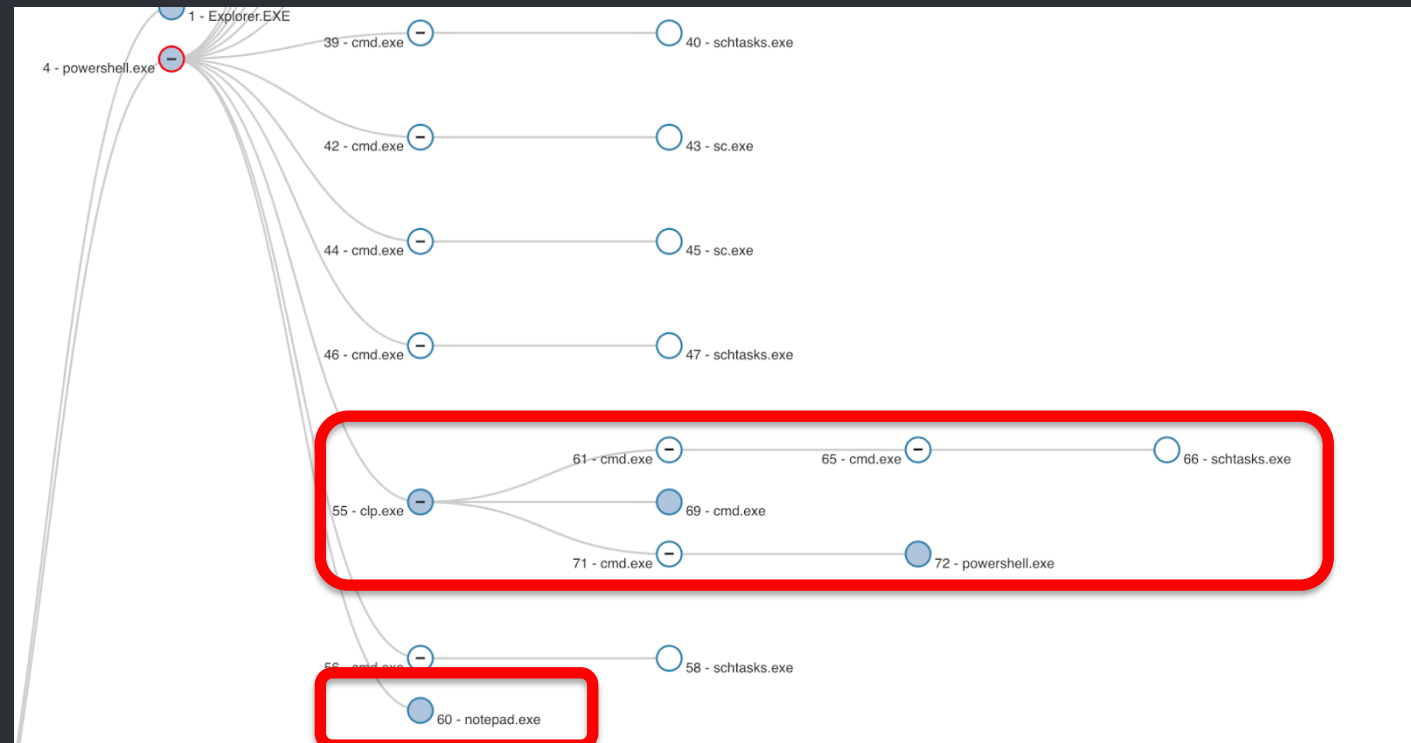 1 - Explorer.EXE
39 - cmd.exe
40 - schtasks.exe
4 - powershell.exe
42 - cmd.exe
43 - sc.exe
44 - cmd.exe
45 - sc.exe
46 - cmd.exe
47 - schtasks.exe
61 - cmd.exe
65 - cmd.exe
66 - schtasks.exe
55 - clp.exe
69 - cmd.exe
71 - cmd.exe
72 - powershell.exe
56 - cmd.exe
58 - schtasks.exe
60 - notepad.exe